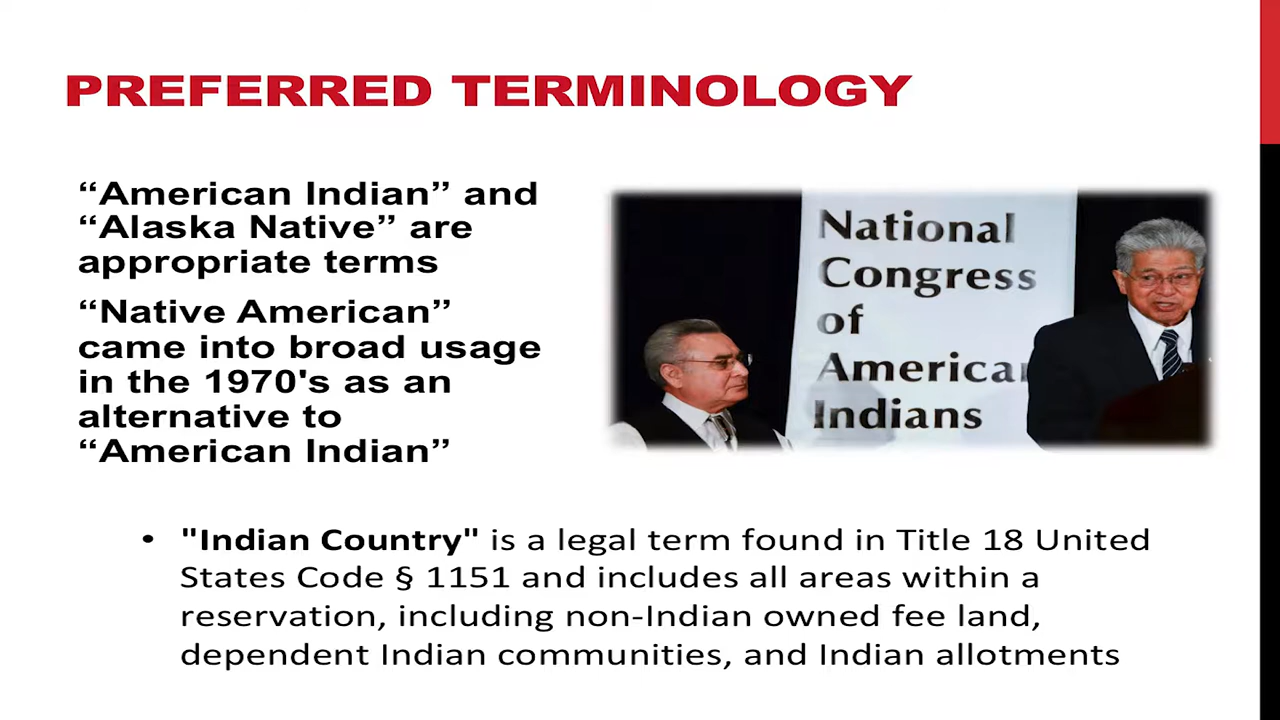 PREFERRED TERMINOLOGY
“American Indian” and
“Alaska Native” are
appropriate terms
“Native American”
came into broad usage
in the 1970's as an
alternative to
“American Indian”
National
Congress
of
American
Indians
• "Indian Country" is a legal term found in Title 18 United
States Code § 1151 and includes all areas within a
reservation, including non-Indian owned fee land,
dependent Indian communities, and Indian allotments